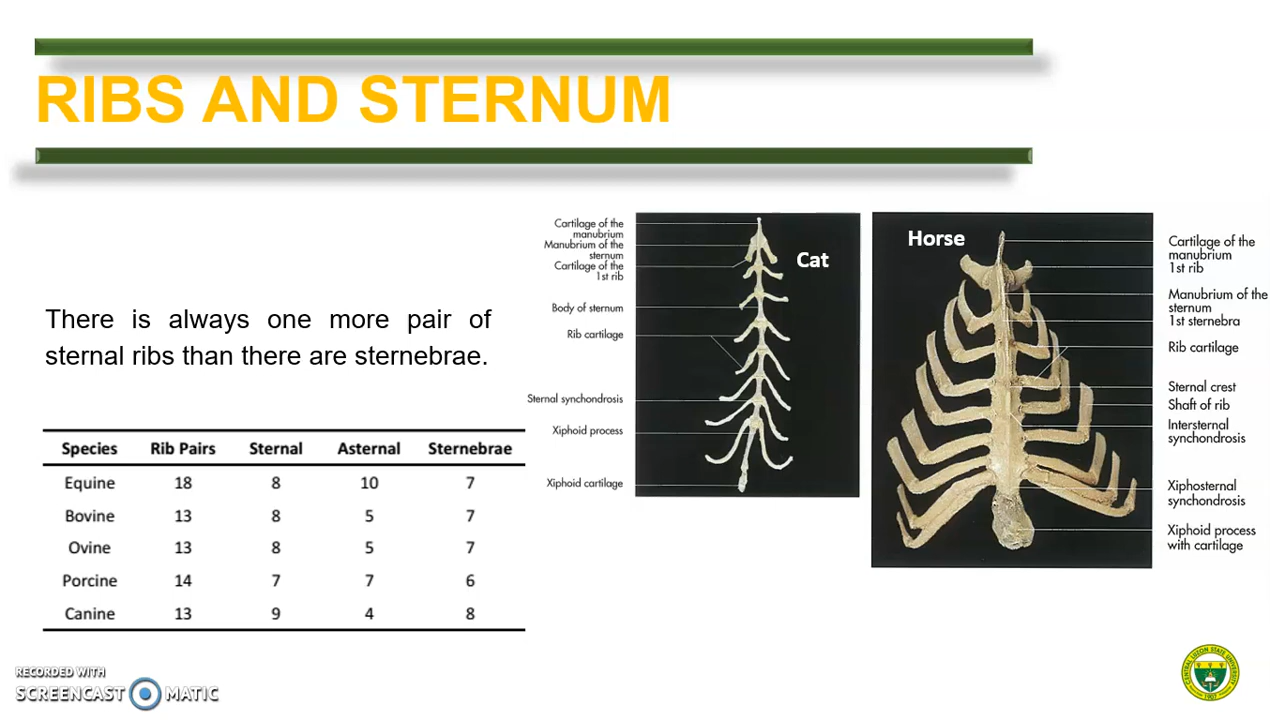 RIBS AND STERNUM
There is always one more pair of
sternal ribs than there are sternebrae.
Species Rib Pairs Sternal Asternal Sternebrae
Equine 18 8 10 7
Bovine 13 8 5 7
Ovine 13 8 5 7
Porcine 14 7 7 6
Canine 13 9 4 8
Cartilage of the
manubrium
Manubrium of the
sternum
Cartilage of the
1st rib
Body of sternum
Rib cartilage
Sternal synchondrosis
Xiphoid process
Xiphoid cartilage
Cat
Horse
Cartilage of the
manubrium
1st rib
Manubrium of the
sternum
1st sternebra
Rib cartilage
Sternal crest
Shaft of rib
Intersternal
synchondrosis
Xiphosternal
synchondrosis
Xiphoid process
with cartilage
RECORDED WITH
SCREENCAST MATIC
CENTRAL LUZON STATE UNIVERSITY
1907